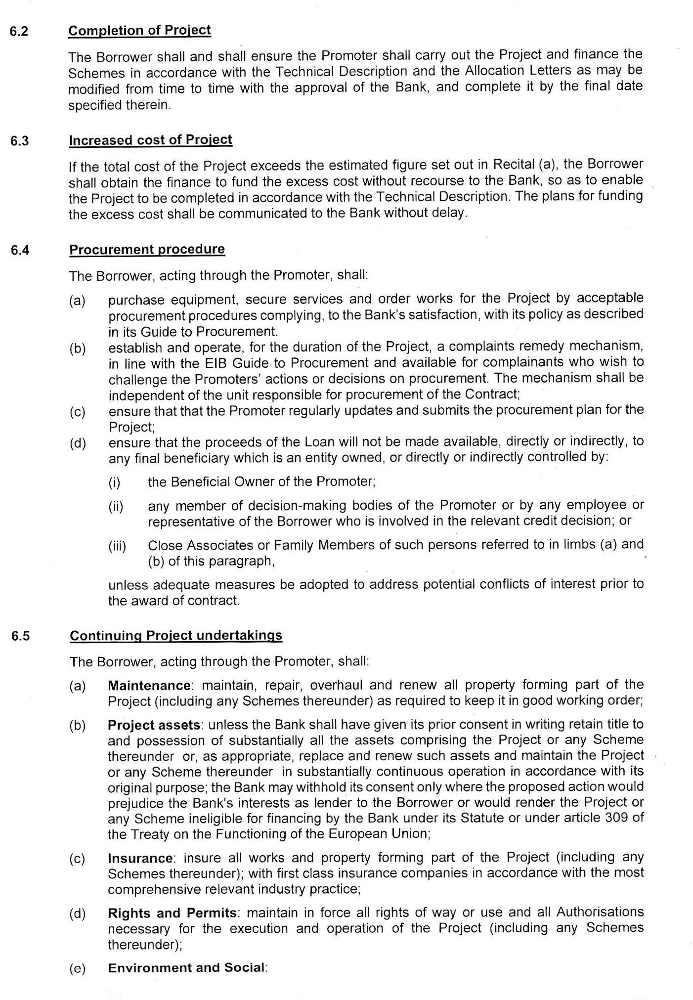 6.2 Completion of Project
The Borrower shall and shall ensure the Promoter shall carry out the Project and finance the
Schemes in accordance with the Technical Description and the Allocation Letters as may be
modified from time to time with the approval of the Bank, and complete it by the final date
specified therein.
6.3 Increased cost of Project
If the total cost of the Project exceeds the estimated figure set out in Recital (a), the Borrower
shall obtain the finance to fund the excess cost without recourse to the Bank, so as to enable
the Project to be completed in accordance with the Technical Description. The plans for funding
the excess cost shall be communicated to the Bank without delay.
6.4 Procurement procedure
The Borrower, acting through the Promoter, shall:
(a) purchase equipment, secure services and order works for the Project by acceptable
procurement procedures complying, to the Bank's satisfaction, with its policy as described
in its Guide to Procurement.
(b) establish and operate, for the duration of the Project, a complaints remedy mechanism,
in line with the EIB Guide to Procurement and available for complainants who wish to
challenge the Promoters' actions or decisions on procurement. The mechanism shall be
independent of the unit responsible for procurement of the Contract;
(c) ensure that that the Promoter regularly updates and submits the procurement plan for the
Project;
(d) ensure that the proceeds of the Loan will not be made available, directly or indirectly, to
any final beneficiary which is an entity owned, or directly or indirectly controlled by:
(i) the Beneficial Owner of the Promoter;
(ii) any member of decision-making bodies of the Promoter or by any employee or
representative of the Borrower who is involved in the relevant credit decision; or
(iii) Close Associates or Family Members of such persons referred to in limbs (a) and
(b) of this paragraph,
unless adequate measures be adopted to address potential conflicts of interest prior to
the award of contract.
6.5 Continuing Project undertakings
The Borrower, acting through the Promoter, shall:
(a) Maintenance: maintain, repair, overhaul and renew all property forming part of the
Project (including any Schemes thereunder) as required to keep it in good working order;
(b) Project assets: unless the Bank shall have given its prior consent in writing retain title to
and possession of substantially all the assets comprising the Project or any Scheme
thereunder or, as appropriate, replace and renew such assets and maintain the Project
or any Scheme thereunder in substantially continuous operation in accordance with its
original purpose; the Bank may withhold its consent only where the proposed action would
prejudice the Bank's interests as lender to the Borrower or would render the Project or
any Scheme ineligible for financing by the Bank under its Statute or under article 309 of
the Treaty on the Functioning of the European Union;
(c) Insurance: insure all works and property forming part of the Project (including any
Schemes thereunder); with first class insurance companies in accordance with the most
comprehensive relevant industry practice;
(d) Rights and Permits: maintain in force all rights of way or use and all Authorisations
necessary for the execution and operation of the Project (including any Schemes
thereunder);
(e) Environment and Social: